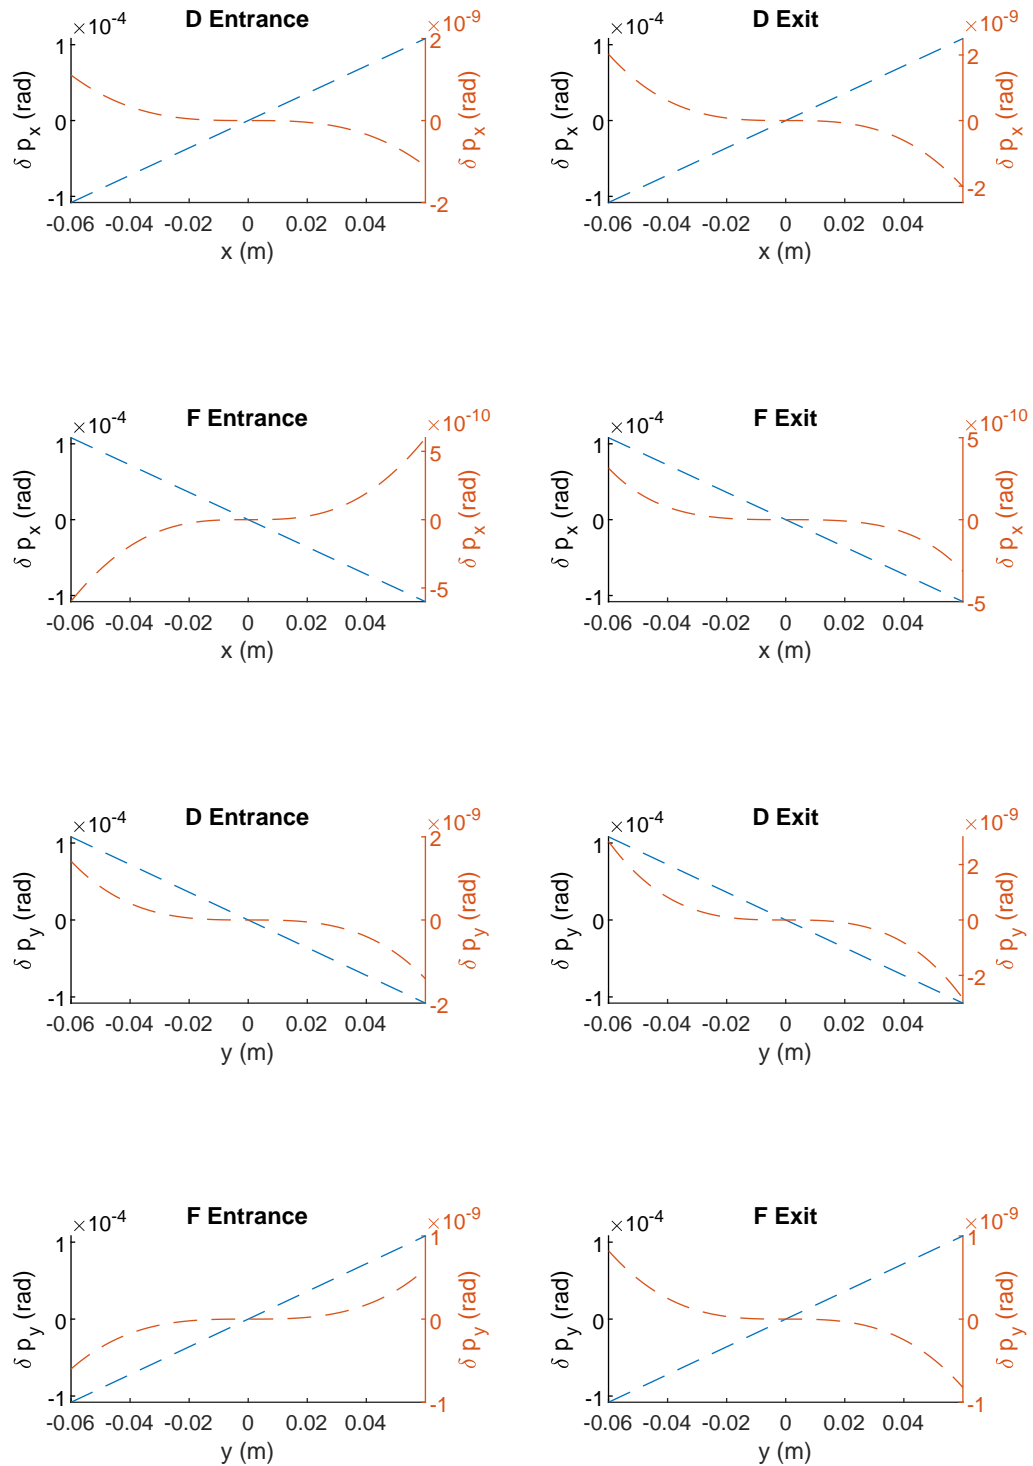 D Entrance
×10^-4
×10^-9
1
0
-1
2
0
-2
δ p_x (rad)
δ p_x (rad)
-0.06 -0.04 -0.02 0 0.02 0.04
x (m)
D Exit
×10^-4
×10^-9
1
0
-1
2
0
-2
δ p_x (rad)
δ p_x (rad)
-0.06 -0.04 -0.02 0 0.02 0.04
x (m)
F Entrance
×10^-4
×10^-10
1
0
-1
5
0
-5
δ p_x (rad)
δ p_x (rad)
-0.06 -0.04 -0.02 0 0.02 0.04
x (m)
F Exit
×10^-4
×10^-10
1
0
-1
5
0
-5
δ p_x (rad)
δ p_x (rad)
-0.06 -0.04 -0.02 0 0.02 0.04
x (m)
D Entrance
×10^-4
×10^-9
1
0
-1
2
0
-2
δ p_y (rad)
δ p_y (rad)
-0.06 -0.04 -0.02 0 0.02 0.04
y (m)
D Exit
×10^-4
×10^-9
1
0
-1
2
0
-2
δ p_y (rad)
δ p_y (rad)
-0.06 -0.04 -0.02 0 0.02 0.04
y (m)
F Entrance
×10^-4
×10^-9
1
0
-1
1
0
-1
δ p_y (rad)
δ p_y (rad)
-0.06 -0.04 -0.02 0 0.02 0.04
y (m)
F Exit
×10^-4
×10^-9
1
0
-1
1
0
-1
δ p_y (rad)
δ p_y (rad)
-0.06 -0.04 -0.02 0 0.02 0.04
y (m)